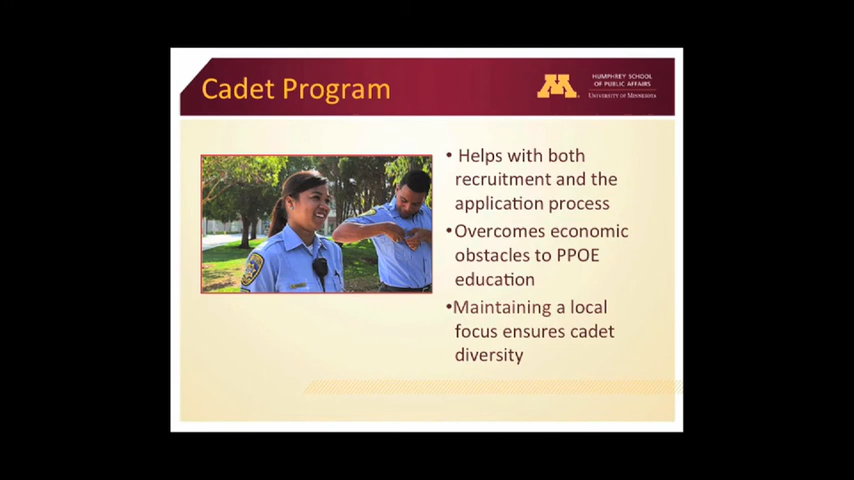 Cadet Program
M
HUMPHREY SCHOOL
OF PUBLIC AFFAIRS
UNIVERSITY OF MINNESOTA
• Helps with both
recruitment and the
application process
•Overcomes economic
obstacles to PPOE
education
•Maintaining a local
focus ensures cadet
diversity